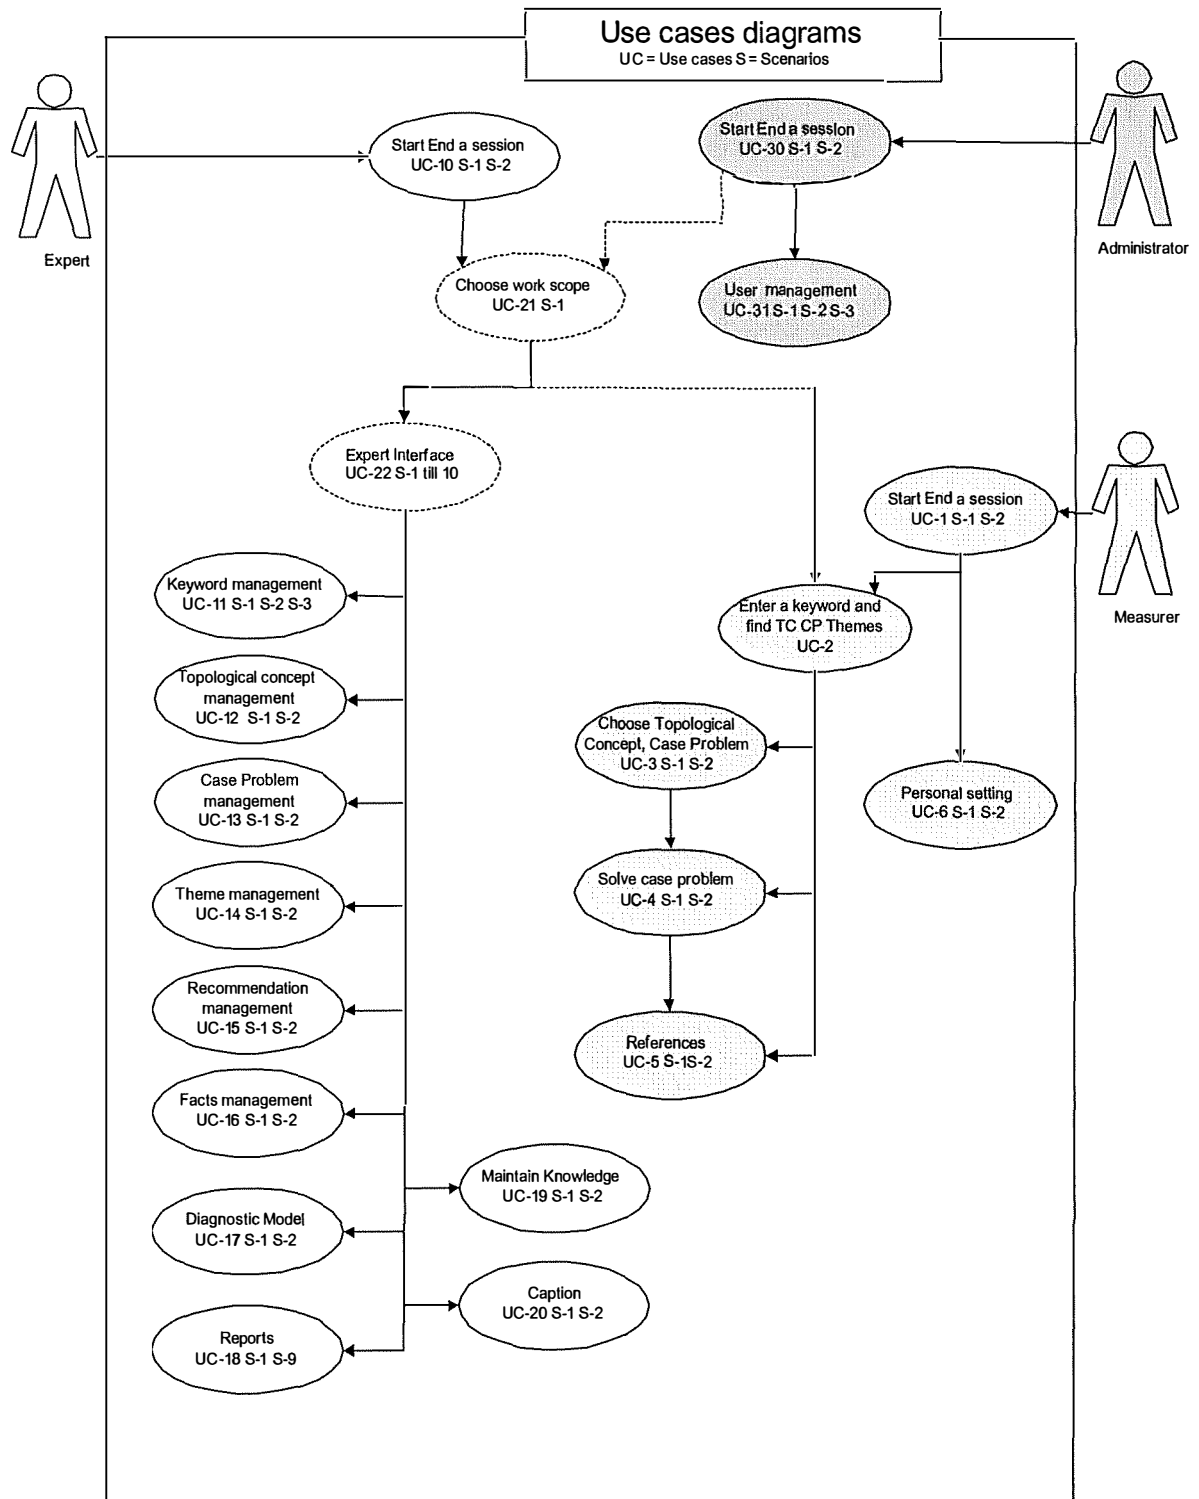 Use cases diagrams
UC = Use cases S = Scenarios
Start End a session
UC-10 S-1 S-2
Start End a session
UC-30 S-1 S-2
Expert
Administrator
Choose work scope
UC-21 S-1
User management
UC-31 S-1 S-2 S-3
Expert Interface
UC-22 S-1 till 10
Start End a session
UC-1 S-1 S-2
Measurer
Keyword management
UC-11 S-1 S-2 S-3
Enter a keyword and
find TC CP Themes
UC-2
Topological concept
management
UC-12 S-1 S-2
Choose Topological
Concept, Case Problem
UC-3 S-1 S-2
Case Problem
management
UC-13 S-1 S-2
Personal setting
UC-6 S-1 S-2
Theme management
UC-14 S-1 S-2
Solve case problem
UC-4 S-1 S-2
Recommendation
management
UC-15 S-1 S-2
References
UC-5 S-1S-2
Facts management
UC-16 S-1 S-2
Maintain Knowledge
UC-19 S-1 S-2
Diagnostic Model
UC-17 S-1 S-2
Caption
UC-20 S-1 S-2
Reports
UC-18 S-1 S-9